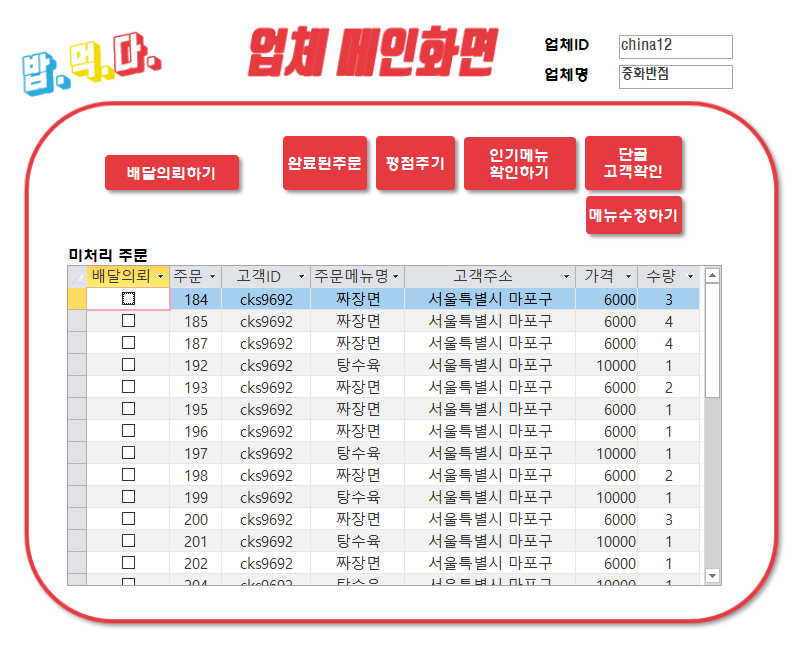 밥.먹.다.
업체 메인화면
업체ID china12
업체명 중화반점
배달의뢰하기
완료된주문
평점주기
인기메뉴
확인하기
단골
고객확인
메뉴수정하기
미처리 주문
배달의뢰 주문 고객ID 주문메뉴명 고객주소 가격 수량
184 cks9692 짜장면 서울특별시 마포구 6000 3
185 cks9692 짜장면 서울특별시 마포구 6000 4
187 cks9692 짜장면 서울특별시 마포구 6000 4
192 cks9692 탕수육 서울특별시 마포구 10000 1
193 cks9692 짜장면 서울특별시 마포구 6000 2
195 cks9692 짜장면 서울특별시 마포구 6000 1
196 cks9692 짜장면 서울특별시 마포구 6000 1
197 cks9692 탕수육 서울특별시 마포구 10000 1
198 cks9692 짜장면 서울특별시 마포구 6000 2
199 cks9692 탕수육 서울특별시 마포구 10000 1
200 cks9692 짜장면 서울특별시 마포구 6000 3
201 cks9692 탕수육 서울특별시 마포구 10000 1
202 cks9692 짜장면 서울특별시 마포구 6000 1
204 cks9692 탕수육 서울특별시 마포구 10000 1